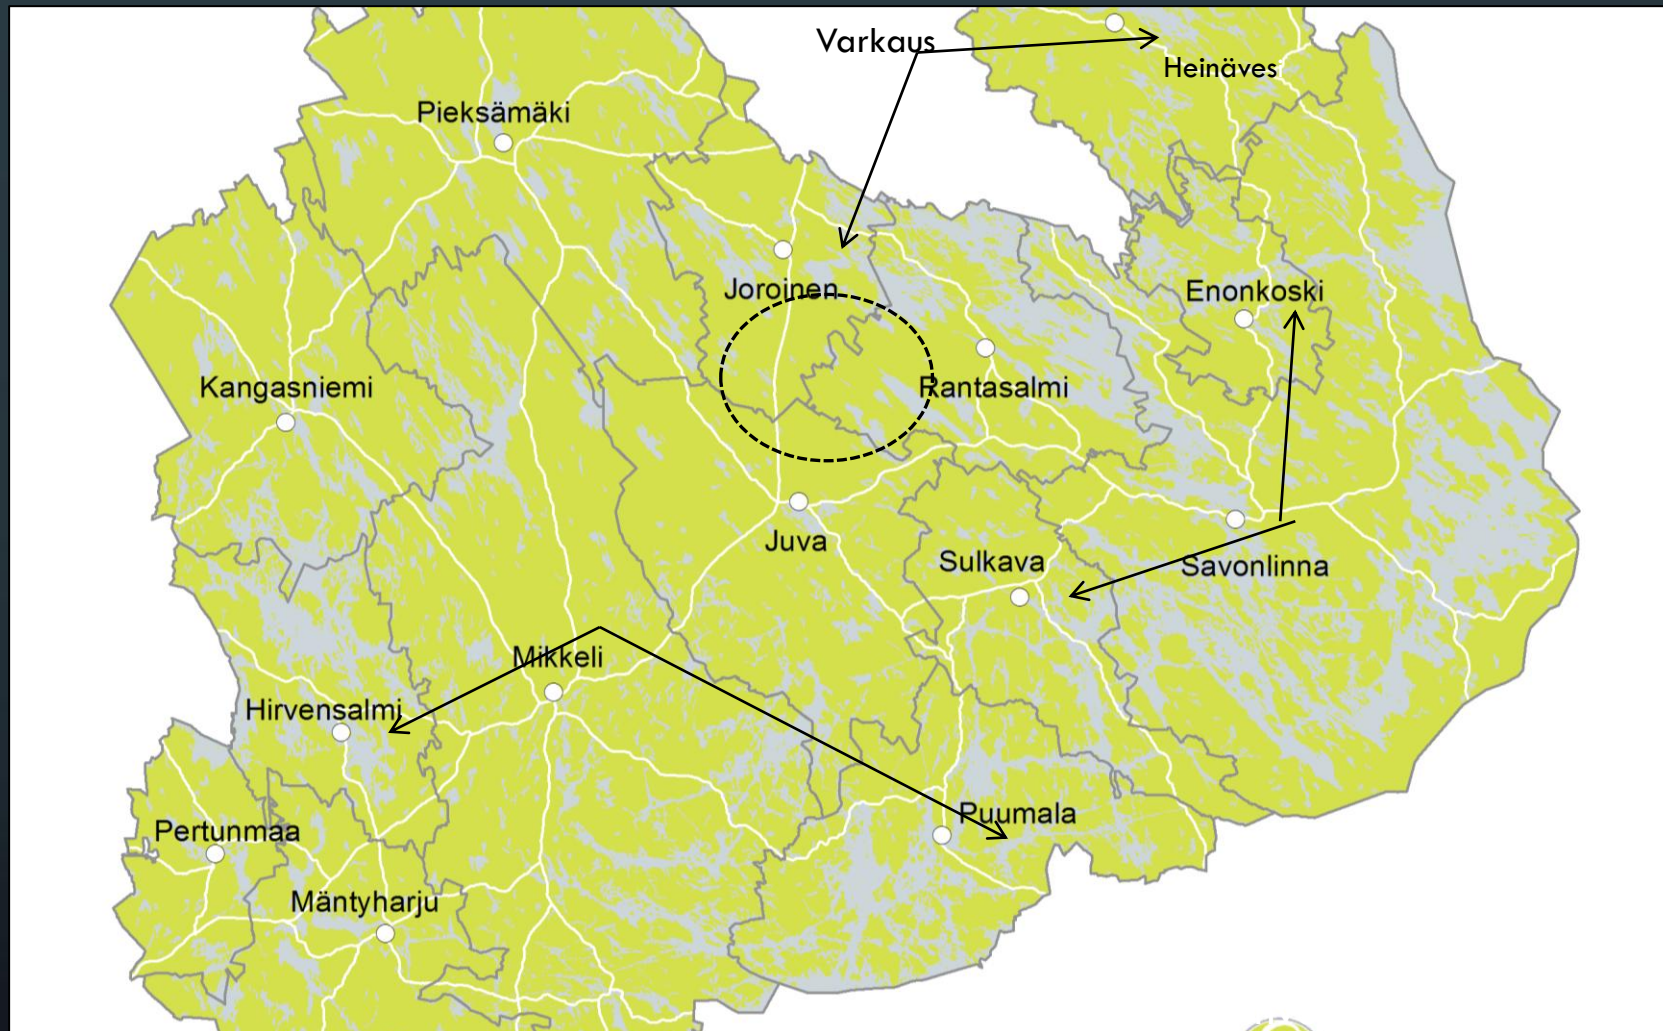 Varkaus
Heinäves
Pieksämäki
Joroinen
Enonkoski
Kangasniemi
Rantasalmi
Juva
Sulkava
Savonlinna
Mikkeli
Hirvensalmi
Puumala
Pertunmaa
Mäntyharju